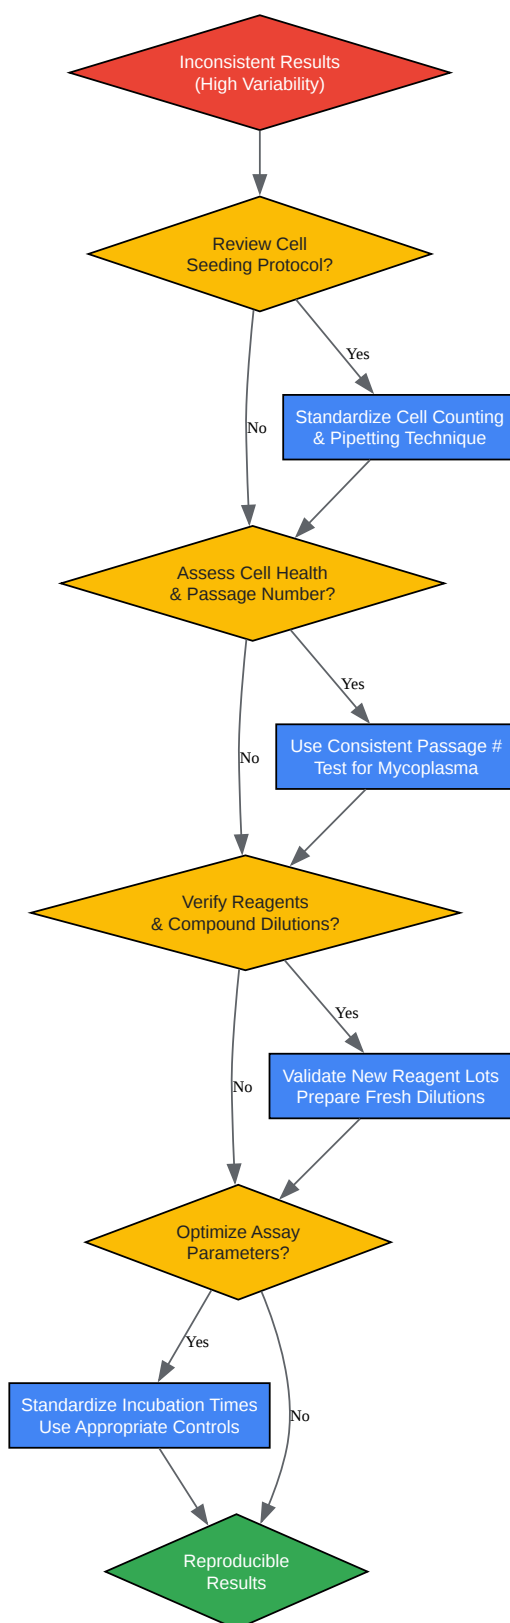 Inconsistent Results
(High Variability)
Review Cell
Seeding Protocol?
Yes
Standardize Cell Counting
& Pipetting Technique
No
Assess Cell Health
& Passage Number?
Yes
Use Consistent Passage #
Test for Mycoplasma
No
Verify Reagents
& Compound Dilutions?
Yes
Validate New Reagent Lots
Prepare Fresh Dilutions
No
Optimize Assay
Parameters?
Yes
Standardize Incubation Times
Use Appropriate Controls
No
Reproducible
Results